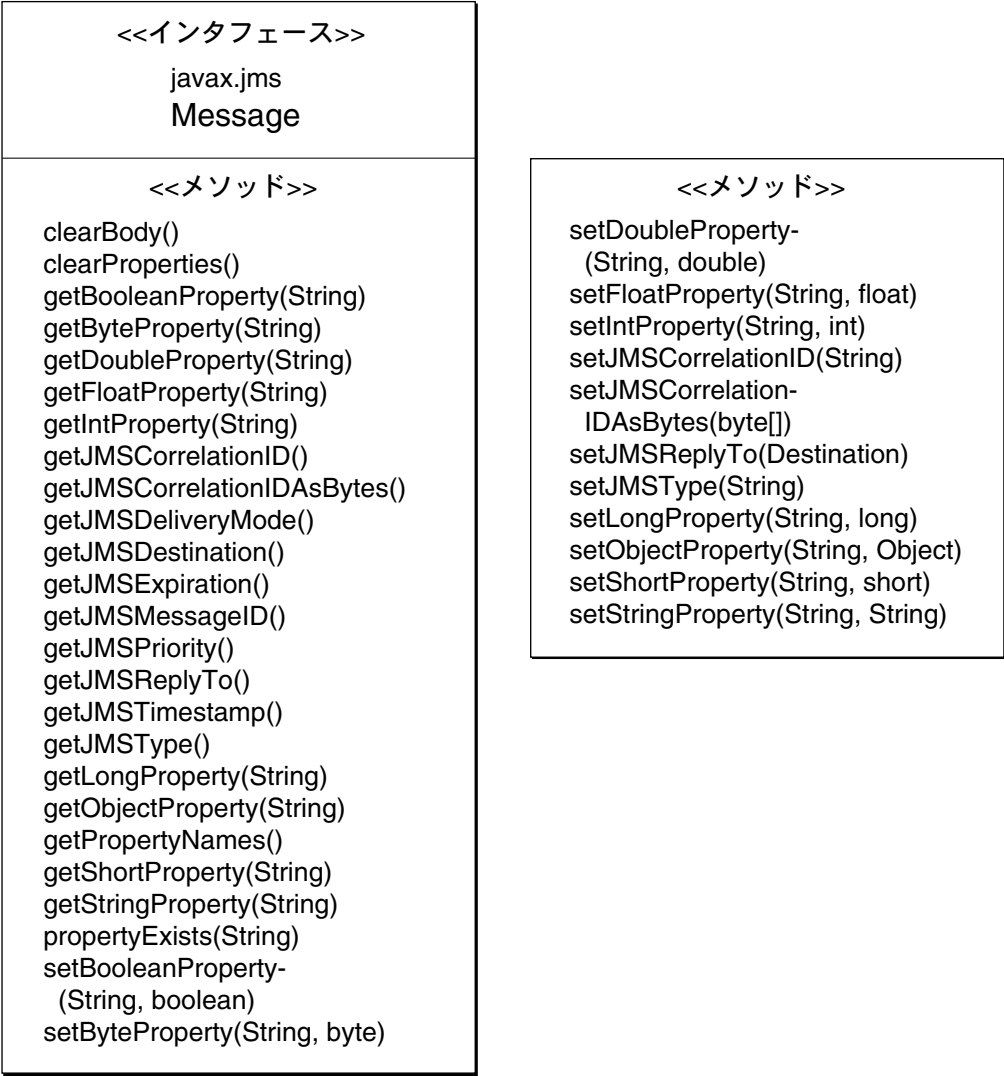 <<インタフェース>>
javax.jms
Message
<<メソッド>>
clearBody()
clearProperties()
getBooleanProperty(String)
getByteProperty(String)
getDoubleProperty(String)
getFloatProperty(String)
getIntProperty(String)
getJMSCorrelationID()
getJMSCorrelationIDAsBytes()
getJMSDeliveryMode()
getJMSDestination()
getJMSExpiration()
getJMSMessageID()
getJMSPriority()
getJMSReplyTo()
getJMSTimestamp()
getJMSType()
getLongProperty(String)
getObjectProperty(String)
getPropertyNames()
getShortProperty(String)
getStringProperty(String)
propertyExists(String)
setBooleanProperty-
(String, boolean)
setByteProperty(String, byte)
<<メソッド>>
setDoubleProperty-
(String, double)
setFloatProperty(String, float)
setIntProperty(String, int)
setJMSCorrelationID(String)
setJMSCorrelation-
IDAsBytes(byte[])
setJMSReplyTo(Destination)
setJMSType(String)
setLongProperty(String, long)
setObjectProperty(String, Object)
setShortProperty(String, short)
setStringProperty(String, String)